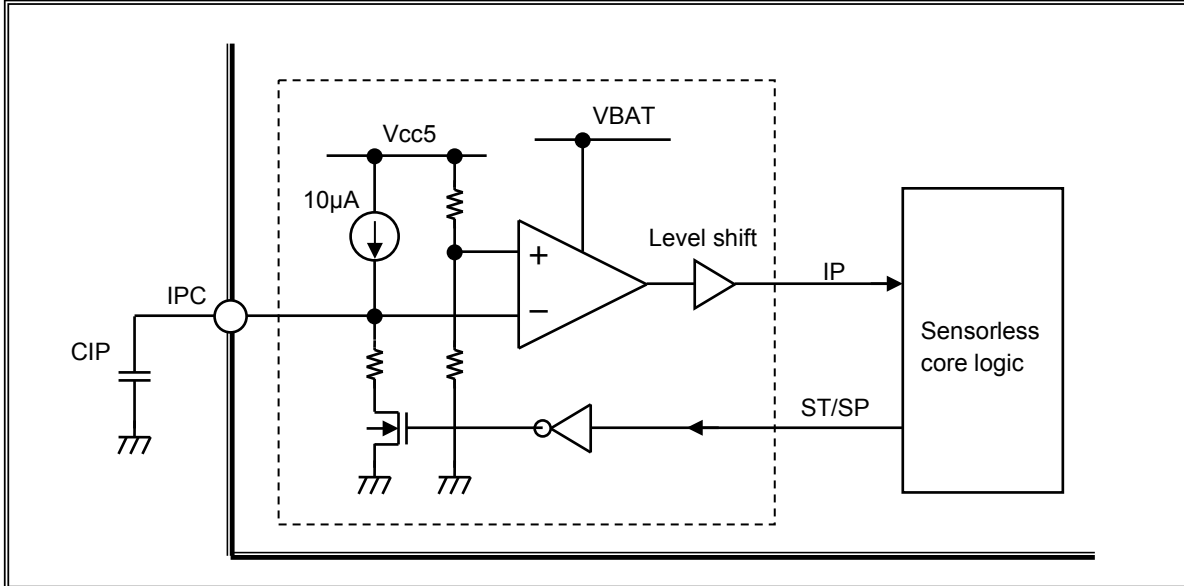 VBAT
Vcc5
10µA
Level shift
+
IP
IPC
−
Sensorless
core logic
CIP
ST/SP